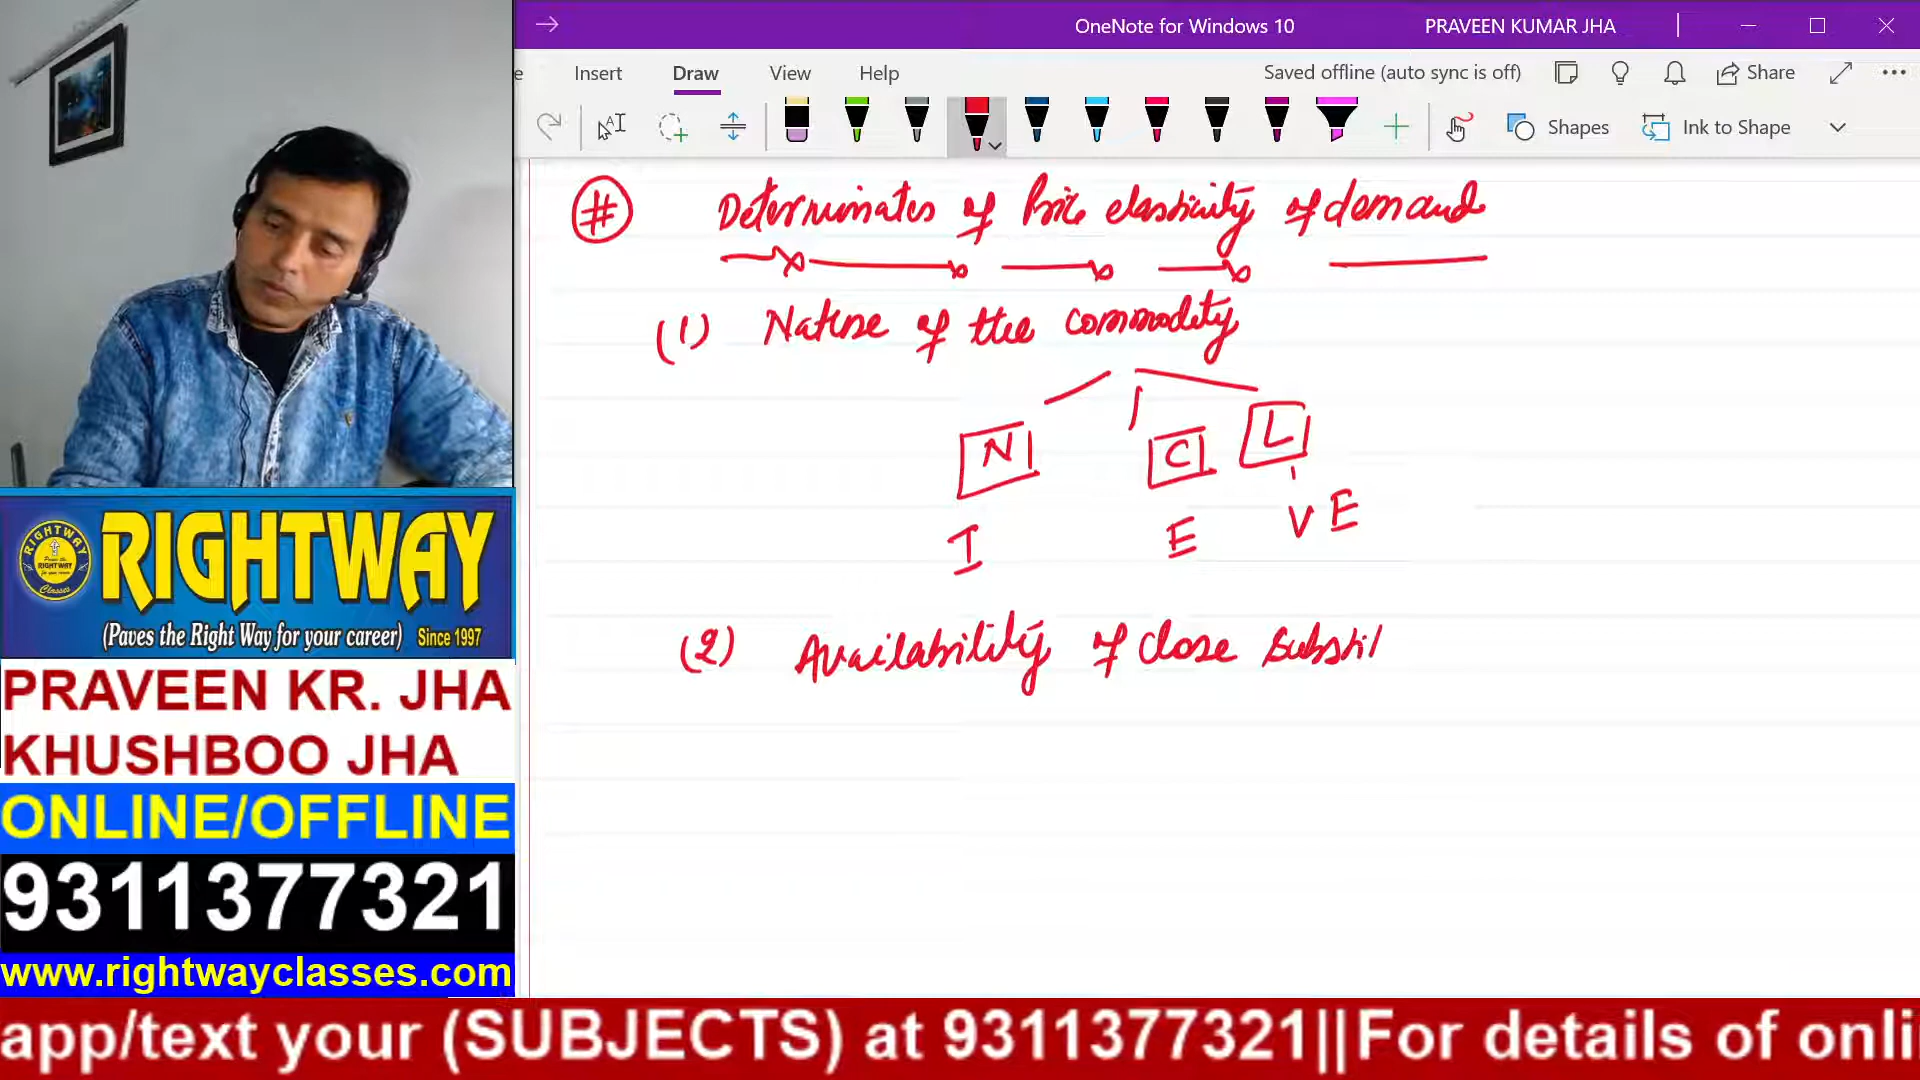 OneNote for Windows 10 PRAVEEN KUMAR JHA
e Insert Draw View Help Saved offline (auto sync is off) Share
Shapes Ink to Shape
# Determinates of Price elasticity of demand
(1) Nature of the commodity
N C L
I E VE
(2) Availability of close Substit
RIGHTWAY
RIGHTWAY
Classes
(Paves the Right Way for your career) Since 1997
PRAVEEN KR. JHA
KHUSHBOO JHA
ONLINE/OFFLINE
9311377321
www.rightwayclasses.com
app/text your (SUBJECTS) at 9311377321||For details of onli